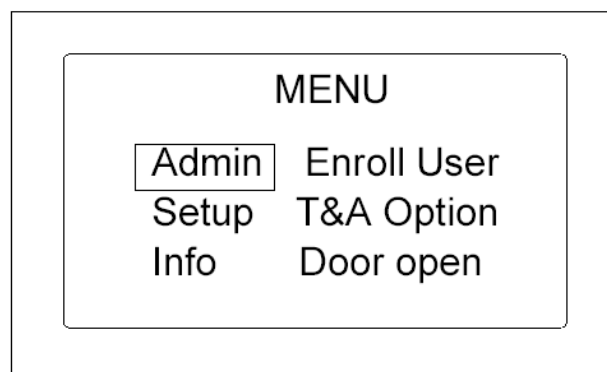 MENU
Admin Enroll User
Setup T&A Option
Info Door open